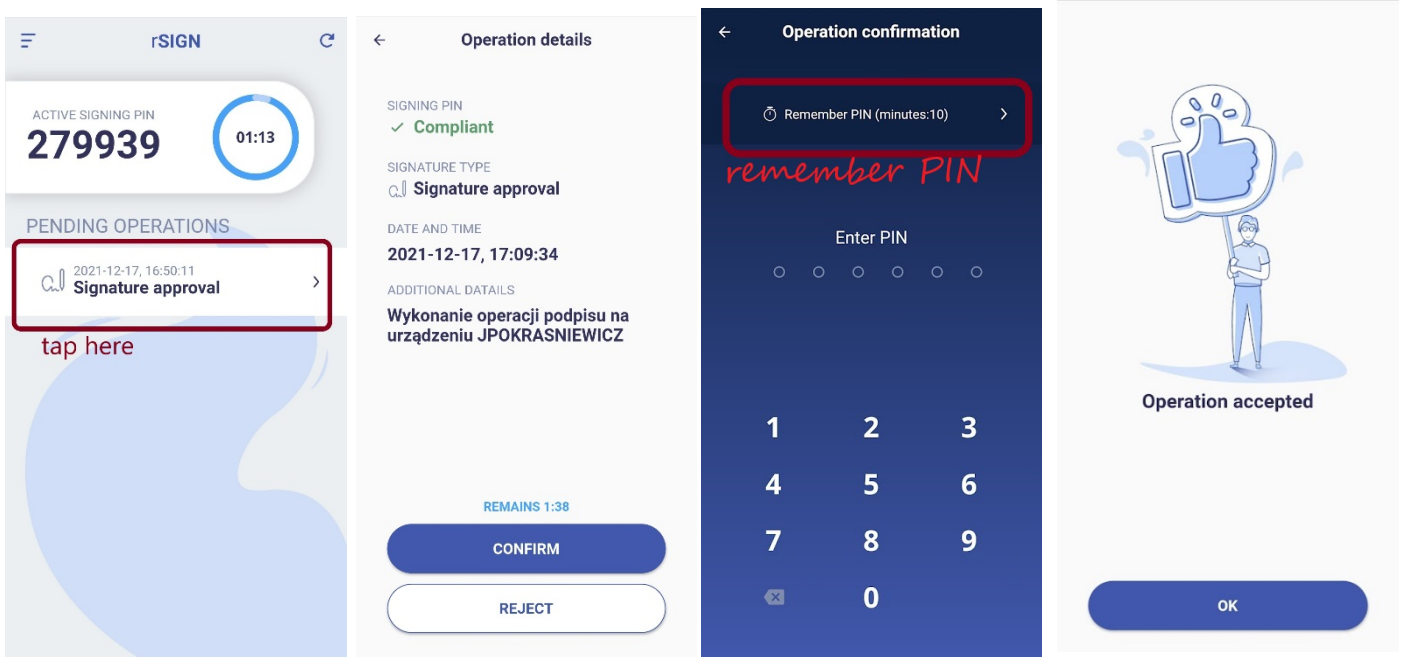 rSIGN
ACTIVE SIGNING PIN
279939
01:13
PENDING OPERATIONS
2021-12-17, 16:50:11
Signature approval
tap here
Operation details
SIGNING PIN
Compliant
SIGNATURE TYPE
Signature approval
DATE AND TIME
2021-12-17, 17:09:34
ADDITIONAL DATAILS
Wykonanie operacji podpisu na
urządzeniu JPOKRASNIEWICZ
REMAINS 1:38
CONFIRM
REJECT
Operation confirmation
Remember PIN (minutes:10)
remember PIN
Enter PIN
1 2 3
4 5 6
7 8 9
0
Operation accepted
OK